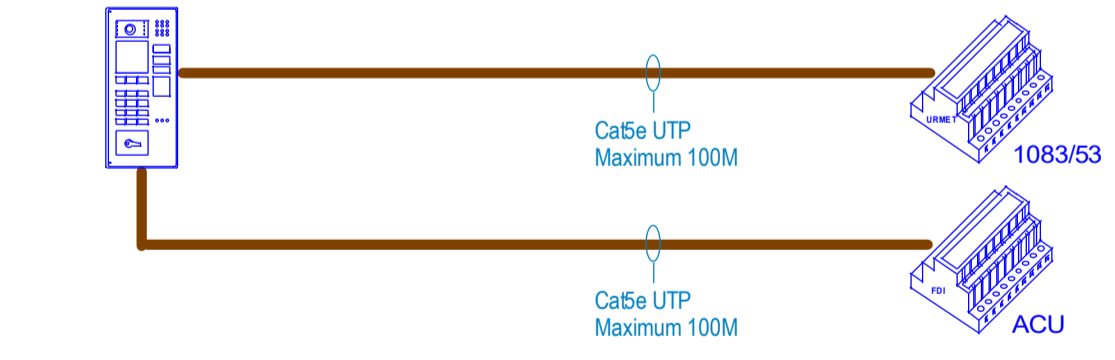 Cat5e UTP
Maximum 100M
URMET
1083/53
Cat5e UTP
Maximum 100M
FDI
ACU